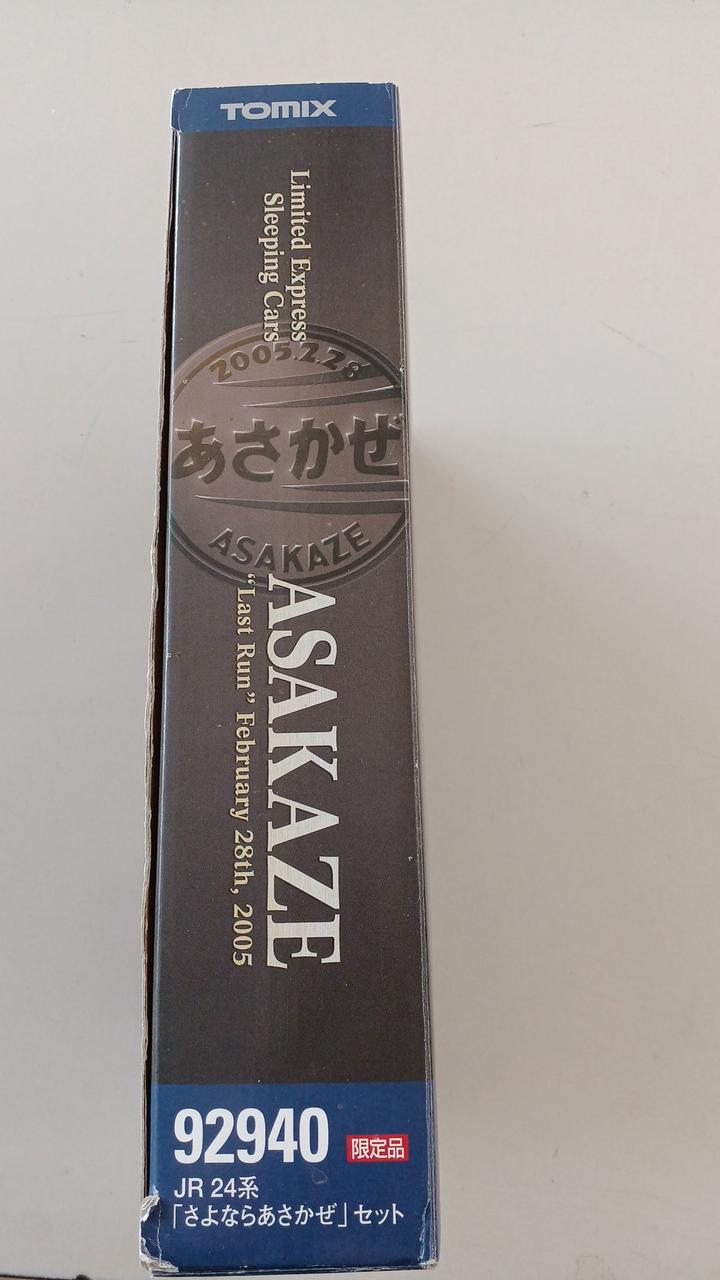 TOMIX
Limited Express
Sleeping Cars
2005.2.28
あさかぜ
ASAKAZE
ASAKAZE
“Last Run” February 28th, 2005
92940
限定品
JR 24系
「さよならあさかぜ」セット